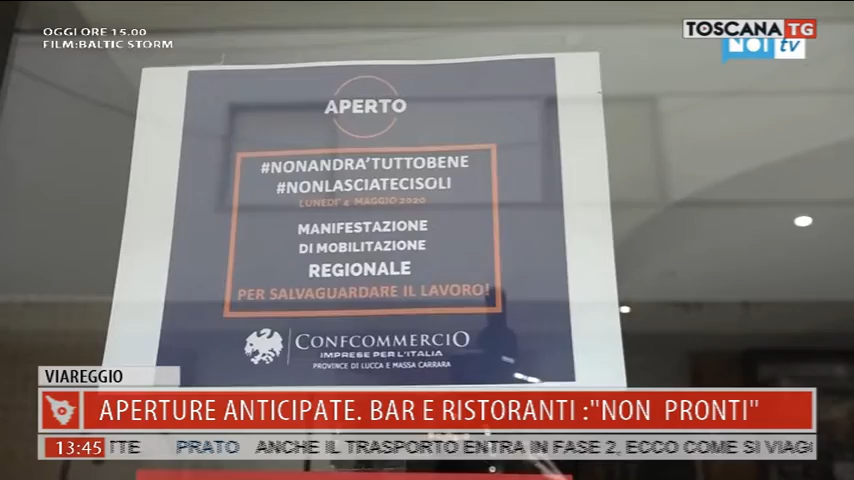 OGGI ORE 15.00
FILM:BALTIC STORM
TOSCANA TG
NOI tv
APERTO
#NONANDRA'TUTTOBENE
#NONLASCIATECISOLI
LUNEDI' 4 MAGGIO 2020
MANIFESTAZIONE
DI MOBILITAZIONE
REGIONALE
PER SALVAGUARDARE IL LAVORO!
CONFCOMMERCIO
IMPRESE PER L'ITALIA
PROVINCE DI LUCCA E MASSA CARRARA
VIAREGGIO
APERTURE ANTICIPATE. BAR E RISTORANTI :"NON PRONTI"
13:45 TTE PRATO ANCHE IL TRASPORTO ENTRA IN FASE 2, ECCO COME SI VIAG